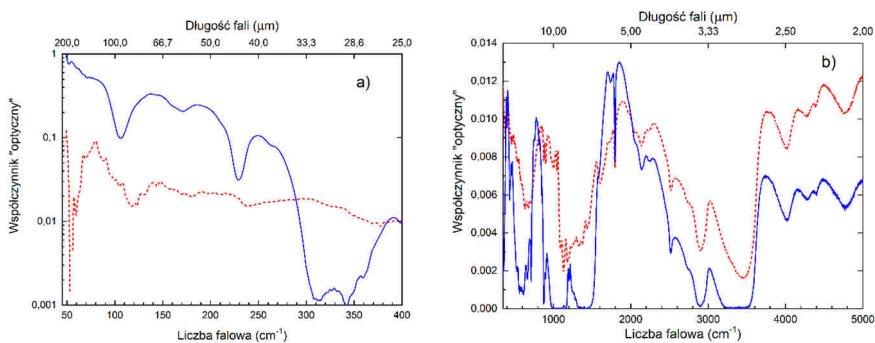 Długość fali (μm)
200,0 100,0 66,7 50,0 40,0 33,3 28,6 25,0
a)
1
0,1
0,01
0,001
Współczynnik "optyczny"
50 100 150 200 250 300 350 400
Liczba falowa (cm⁻¹)
Długość fali (μm)
10,00 5,00 3,33 2,50 2,00
b)
0,014
0,012
0,010
0,008
0,006
0,004
0,002
0,000
Współczynnik "optyczny"
1000 2000 3000 4000 5000
Liczba falowa (cm⁻¹)